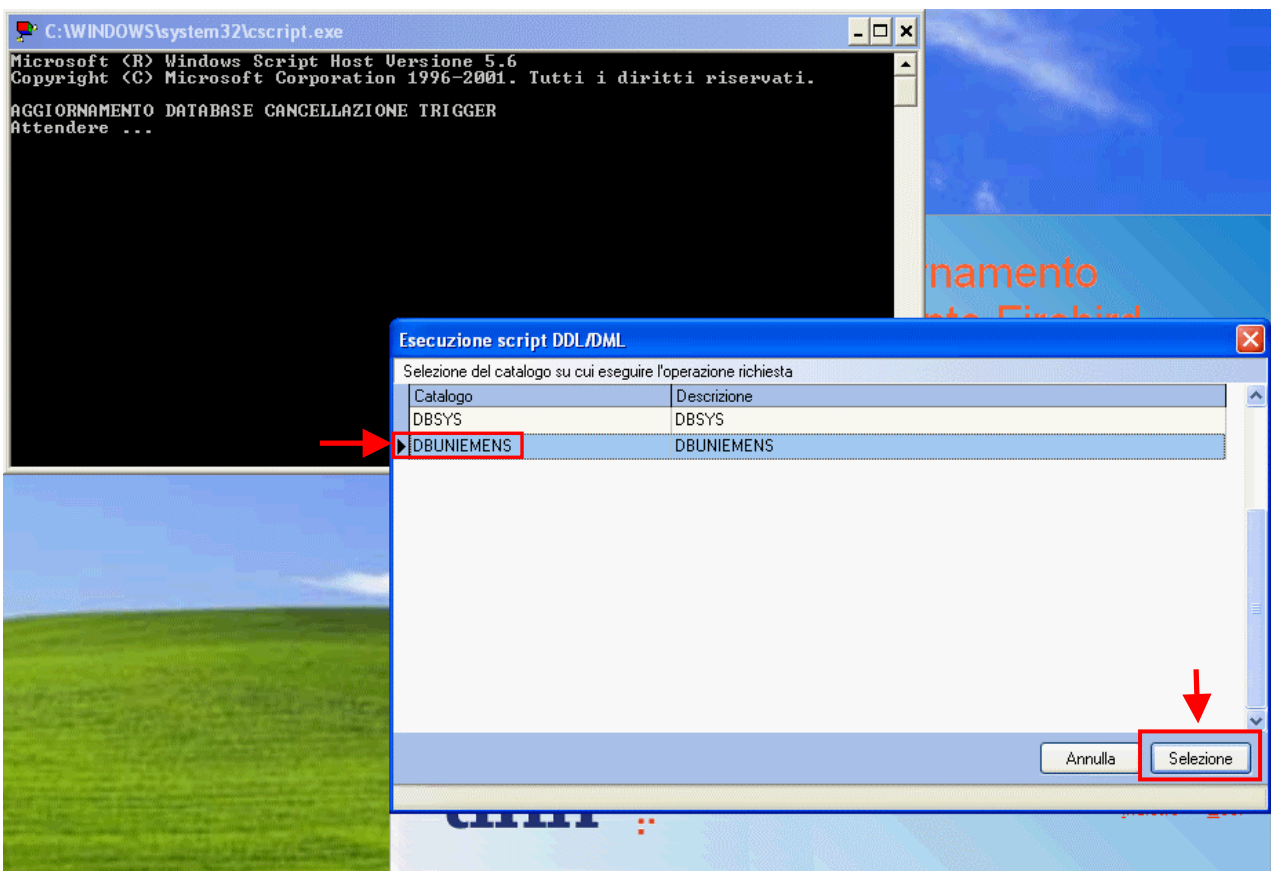 C:\WINDOWS\system32\cscript.exe
Microsoft (R) Windows Script Host Versione 5.6
Copyright (C) Microsoft Corporation 1996-2001. Tutti i diritti riservati.
AGGIORNAMENTO DATABASE CANCELLAZIONE TRIGGER
Attendere ...
Esecuzione script DDL/DML
Selezione del catalogo su cui eseguire l'operazione richiesta
Catalogo Descrizione
DBSYS DBSYS
DBUNIEMENS DBUNIEMENS
Annulla Selezione